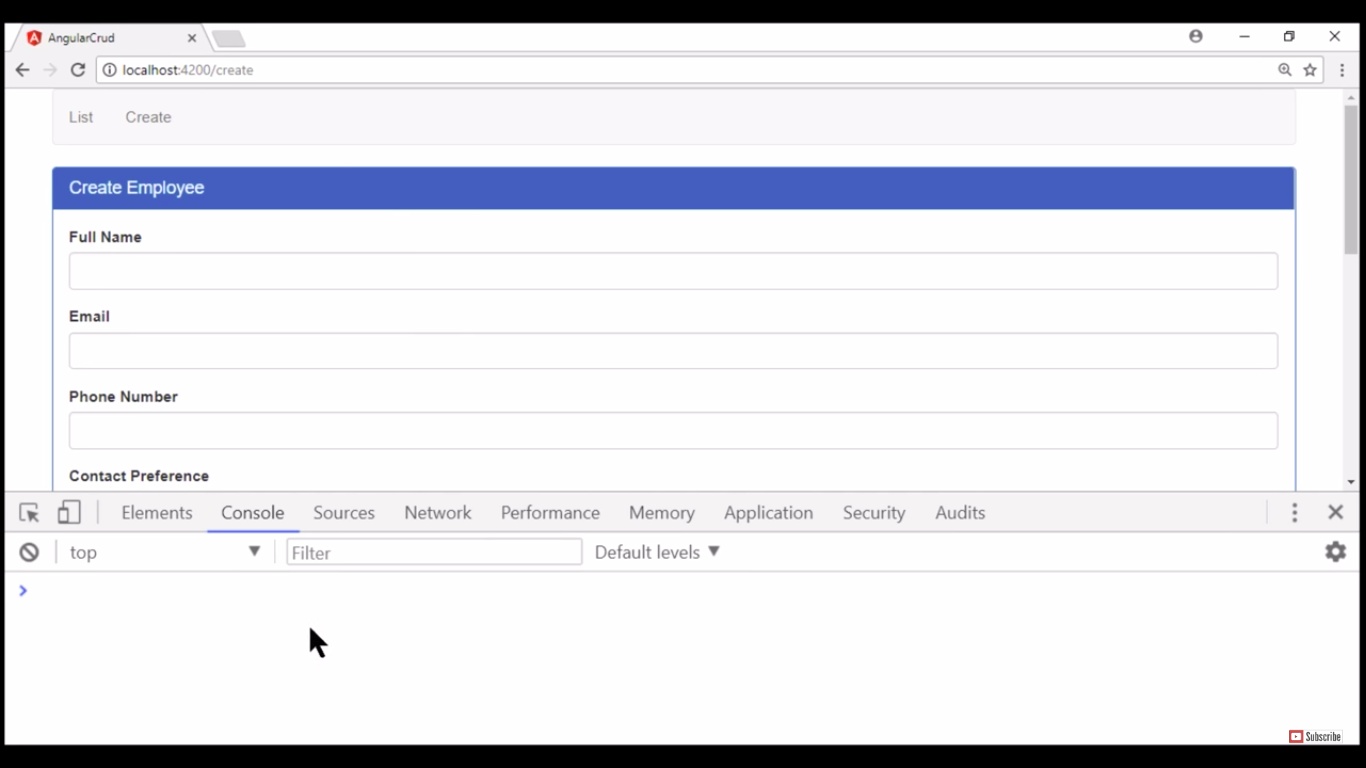 AngularCrud
localhost:4200/create
List Create
Create Employee
Full Name
Email
Phone Number
Contact Preference
Elements Console Sources Network Performance Memory Application Security Audits
top Filter Default levels
Subscribe